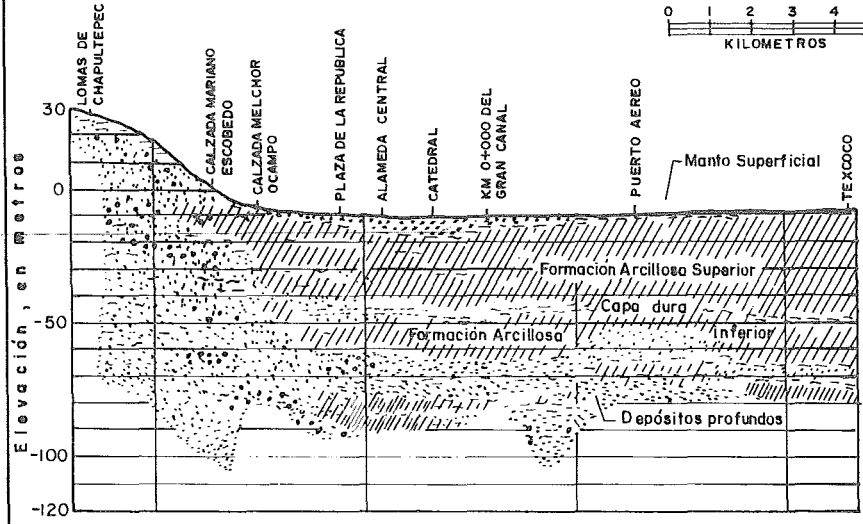 0 1 2 3 4
KILOMETROS
LOMAS DE
CHAPULTEPEC
CALZADA MARIANO
ESCOBEDO
CALZADA MELCHOR
OCAMPO
PLAZA DE LA REPUBLICA
ALAMEDA CENTRAL
CATEDRAL
KM 0+000 DEL
GRAN CANAL
PUERTO AEREO
TEXCOCO
Manto Superficial
Elevación, en metros
30
0
-50
-100
-120
Formacion Arcillosa Superior
Capa dura
Formación Arcillosa inferior
Depósitos profundos